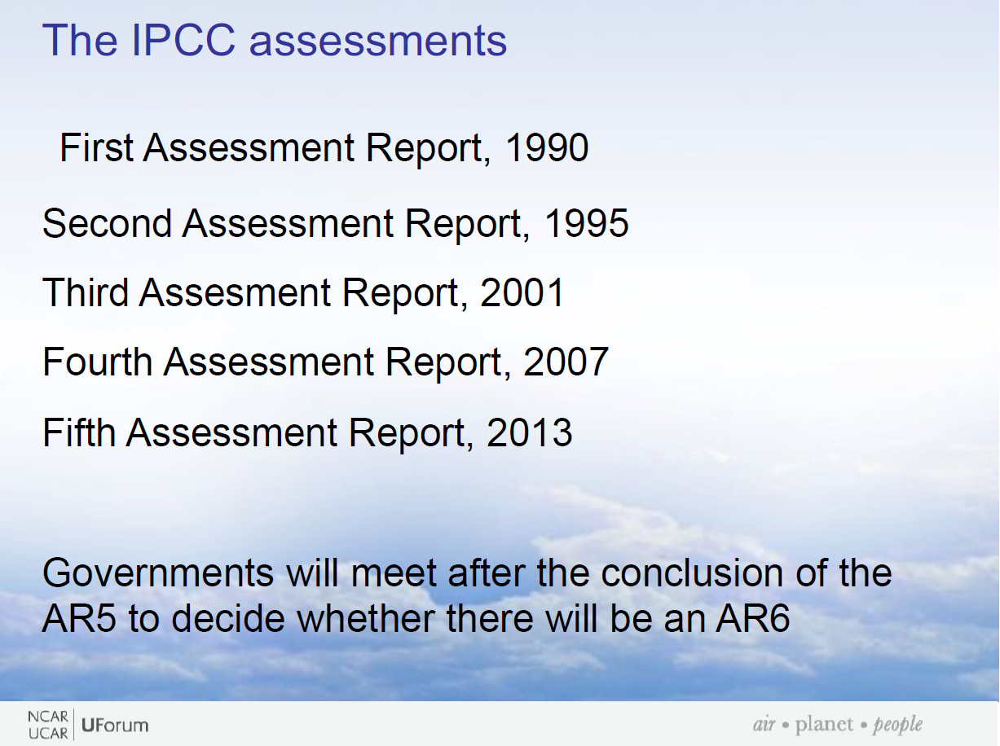 The IPCC assessments
First Assessment Report, 1990
Second Assessment Report, 1995
Third Assesment Report, 2001
Fourth Assessment Report, 2007
Fifth Assessment Report, 2013
Governments will meet after the conclusion of the
AR5 to decide whether there will be an AR6
NCAR
UCAR
UForum
air • planet • people